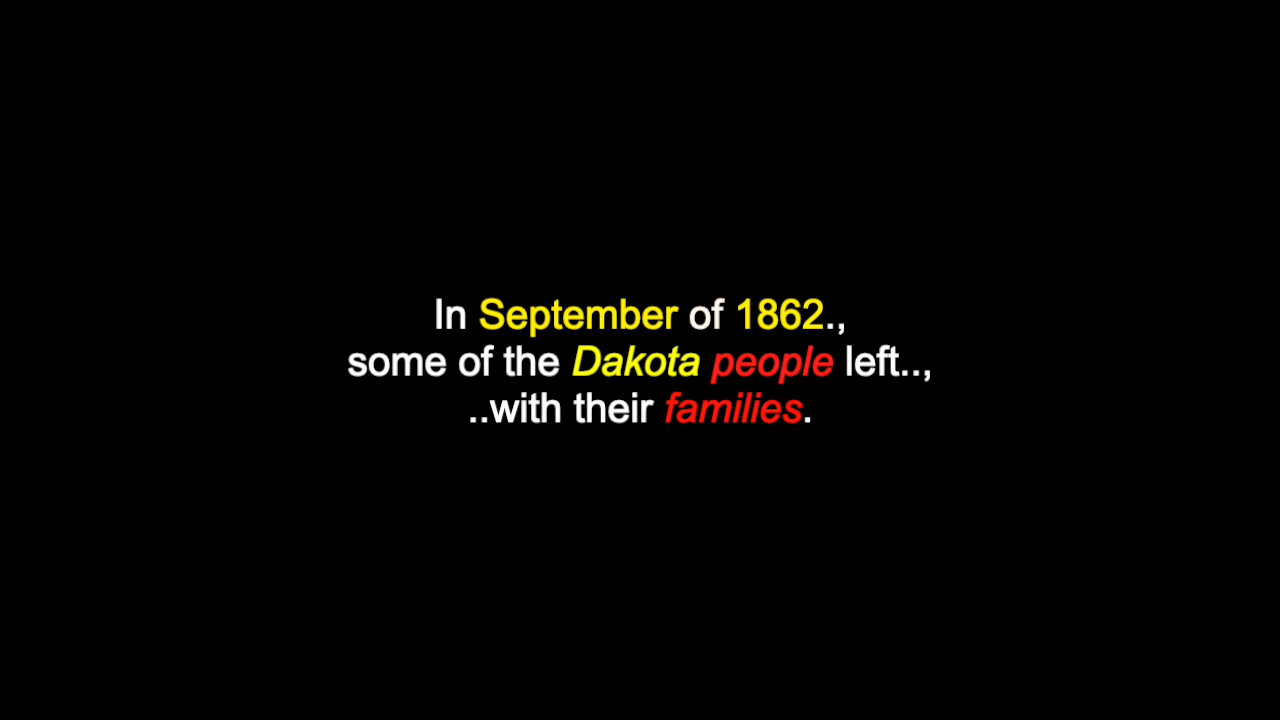 In September of 1862.,
some of the Dakota people left..,
..with their families.